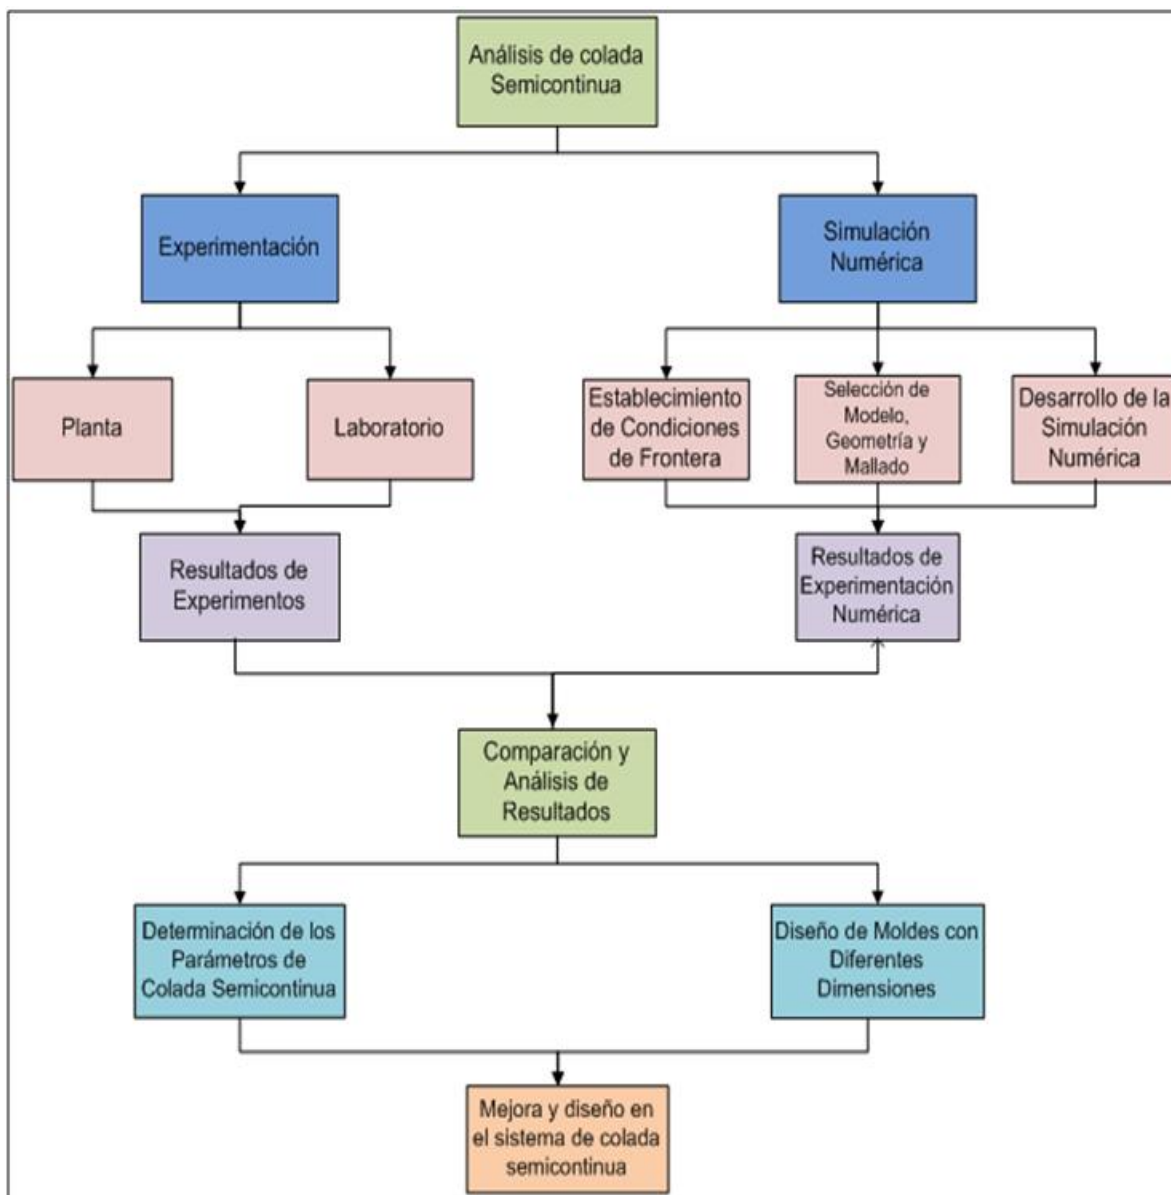 Análisis de colada
Semicontinua
Experimentación
Simulación
Numérica
Planta
Laboratorio
Establecimiento
de Condiciones
de Frontera
Selección de
Modelo,
Geometría y
Mallado
Desarrollo de la
Simulación
Numérica
Resultados de
Experimentos
Resultados de
Experimentación
Numérica
Comparación y
Análisis de
Resultados
Determinación de los
Parámetros de
Colada Semicontinua
Diseño de Moldes con
Diferentes
Dimensiones
Mejora y diseño en
el sistema de colada
semicontinua